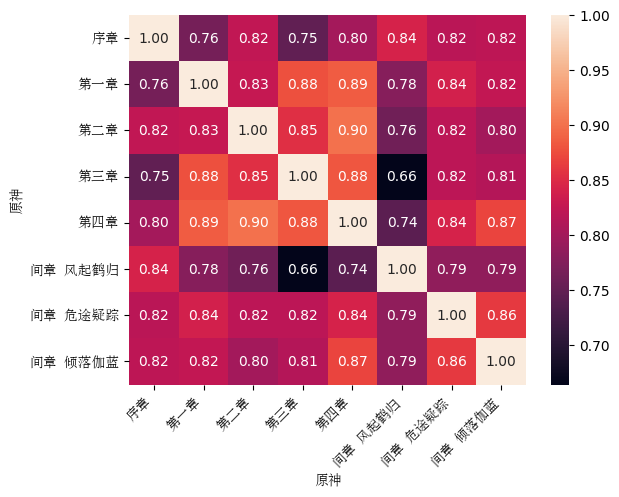 序章 1.00 0.76 0.82 0.75 0.80 0.84 0.82 0.82
第一章 0.76 1.00 0.83 0.88 0.89 0.78 0.84 0.82
第二章 0.82 0.83 1.00 0.85 0.90 0.76 0.82 0.80
第三章 0.75 0.88 0.85 1.00 0.88 0.66 0.82 0.81
第四章 0.80 0.89 0.90 0.88 1.00 0.74 0.84 0.87
间章 风起鹤归 0.84 0.78 0.76 0.66 0.74 1.00 0.79 0.79
间章 危途疑踪 0.82 0.84 0.82 0.82 0.84 0.79 1.00 0.86
间章 倾落伽蓝 0.82 0.82 0.80 0.81 0.87 0.79 0.86 1.00
原神
序章
第一章
第二章
第三章
第四章
间章 风起鹤归
间章 危途疑踪
间章 倾落伽蓝
原神
1.00
0.95
0.90
0.85
0.80
0.75
0.70